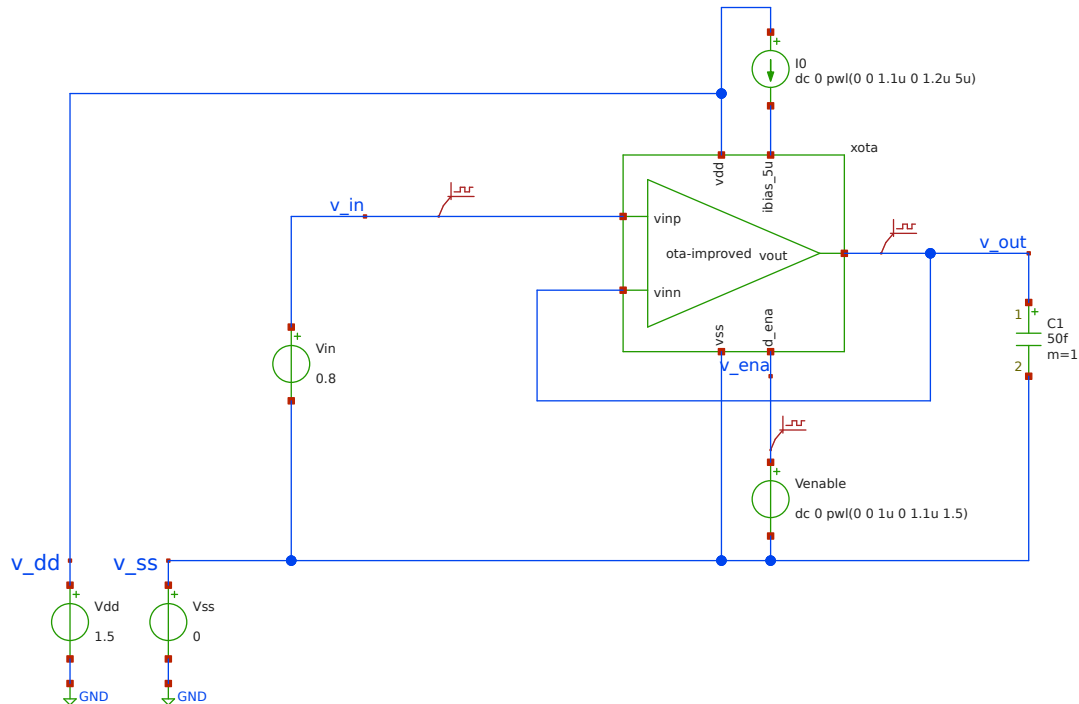 I0
dc 0 pwl(0 0 1.1u 0 1.2u 5u)
xota
vdd
ibias_5u
v_in
vinp
ota-improved
vout
v_out
vinn
vss
d_ena
1
C1
50f
m=1
2
Vin
0.8
v_ena
Venable
dc 0 pwl(0 0 1u 0 1.1u 1.5)
v_dd
v_ss
Vdd
1.5
Vss
0
GND
GND